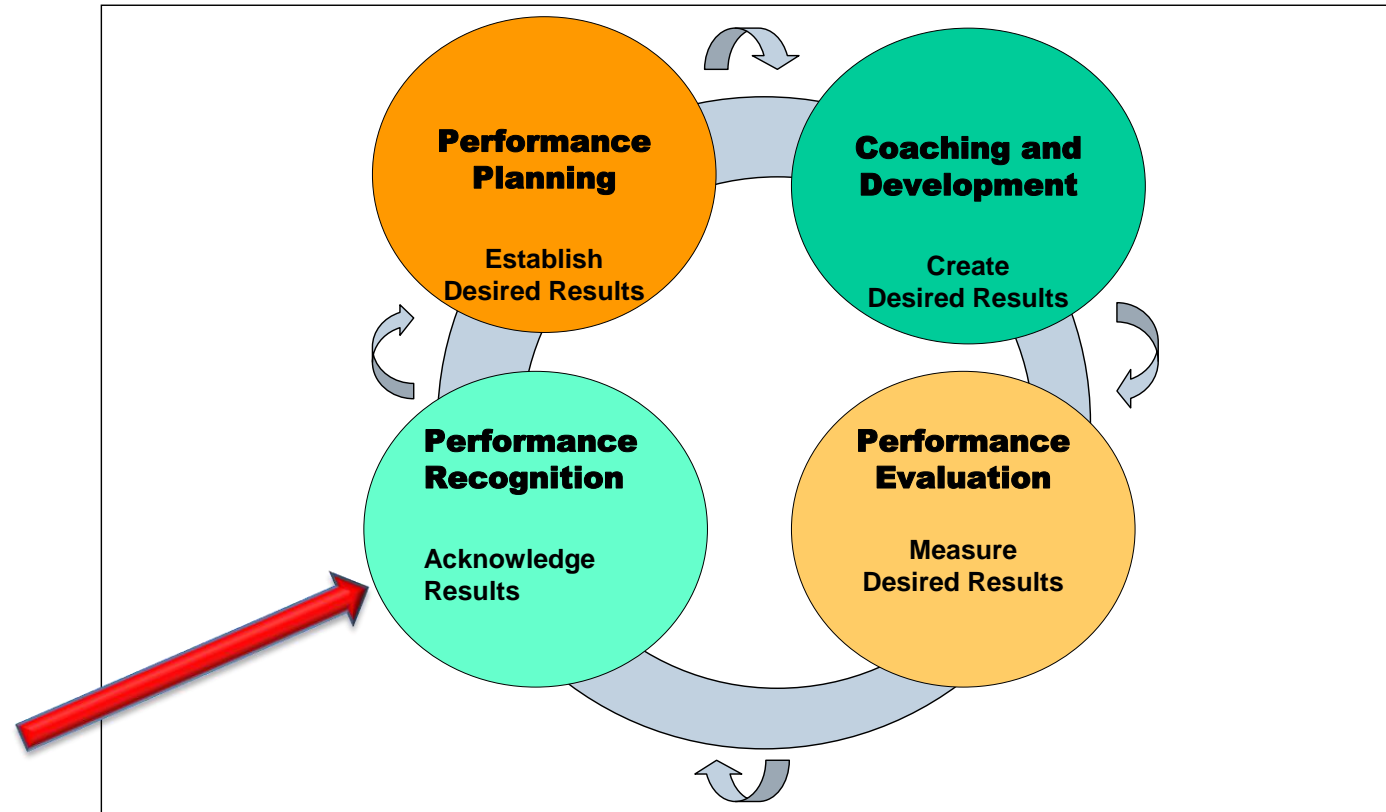 Performance
Planning
Establish
Desired Results
Coaching and
Development
Create
Desired Results
Performance
Recognition
Acknowledge
Results
Performance
Evaluation
Measure
Desired Results